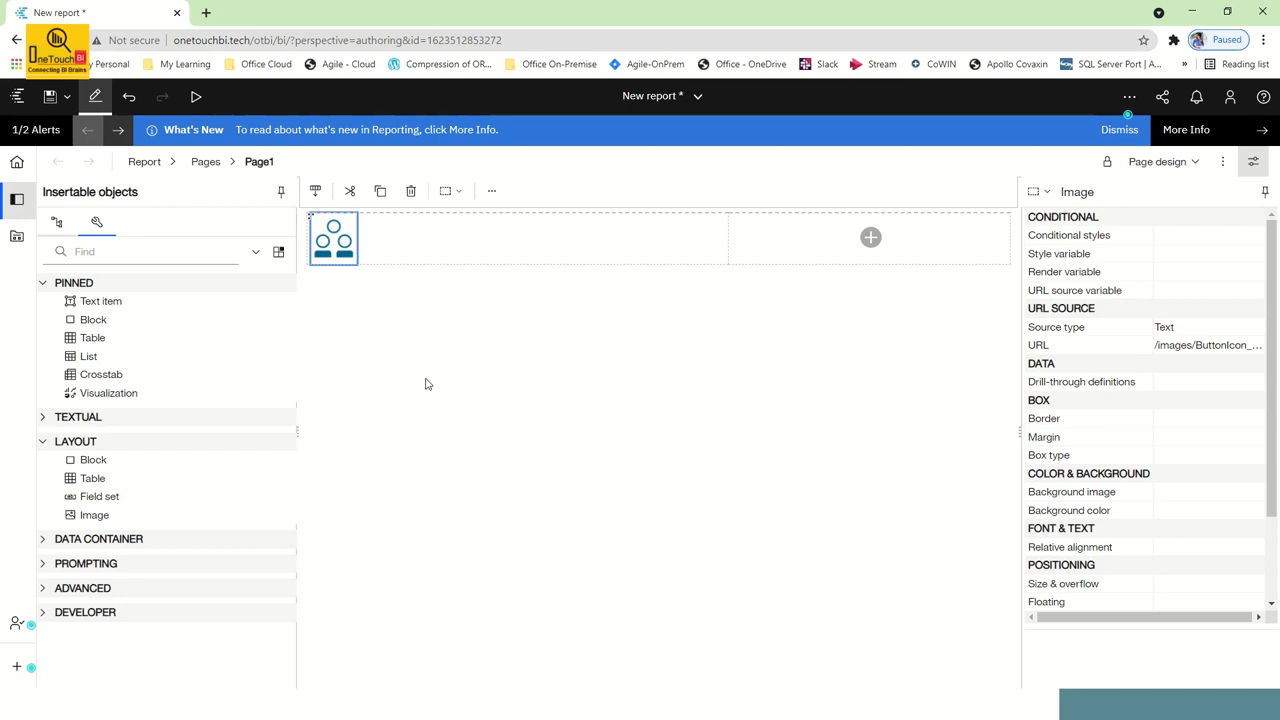 New report *
Not secure
onetouchbi.tech/otbi/bi/?perspective=authoring&id=1623512853272
Paused
OneTouch BI
Connecting BI Brains
Personal
My Learning
Office Cloud
Agile - Cloud
Compression of OR...
Office On-Premise
Agile-OnPrem
Office - OneDrive
Slack
Stream
CoWIN
Apollo Covaxin
SQL Server Port | A...
Reading list
New report *
1/2 Alerts
What's New
To read about what's new in Reporting, click More Info.
Dismiss
More Info
Report
Pages
Page1
Page design
Insertable objects
Find
PINNED
Text item
Block
Table
List
Crosstab
Visualization
TEXTUAL
LAYOUT
Block
Table
Field set
Image
DATA CONTAINER
PROMPTING
ADVANCED
DEVELOPER
Image
CONDITIONAL
Conditional styles
Style variable
Render variable
URL source variable
URL SOURCE
Source type Text
URL /images/ButtonIcon_...
DATA
Drill-through definitions
BOX
Border
Margin
Box type
COLOR & BACKGROUND
Background image
Background color
FONT & TEXT
Relative alignment
POSITIONING
Size & overflow
Floating